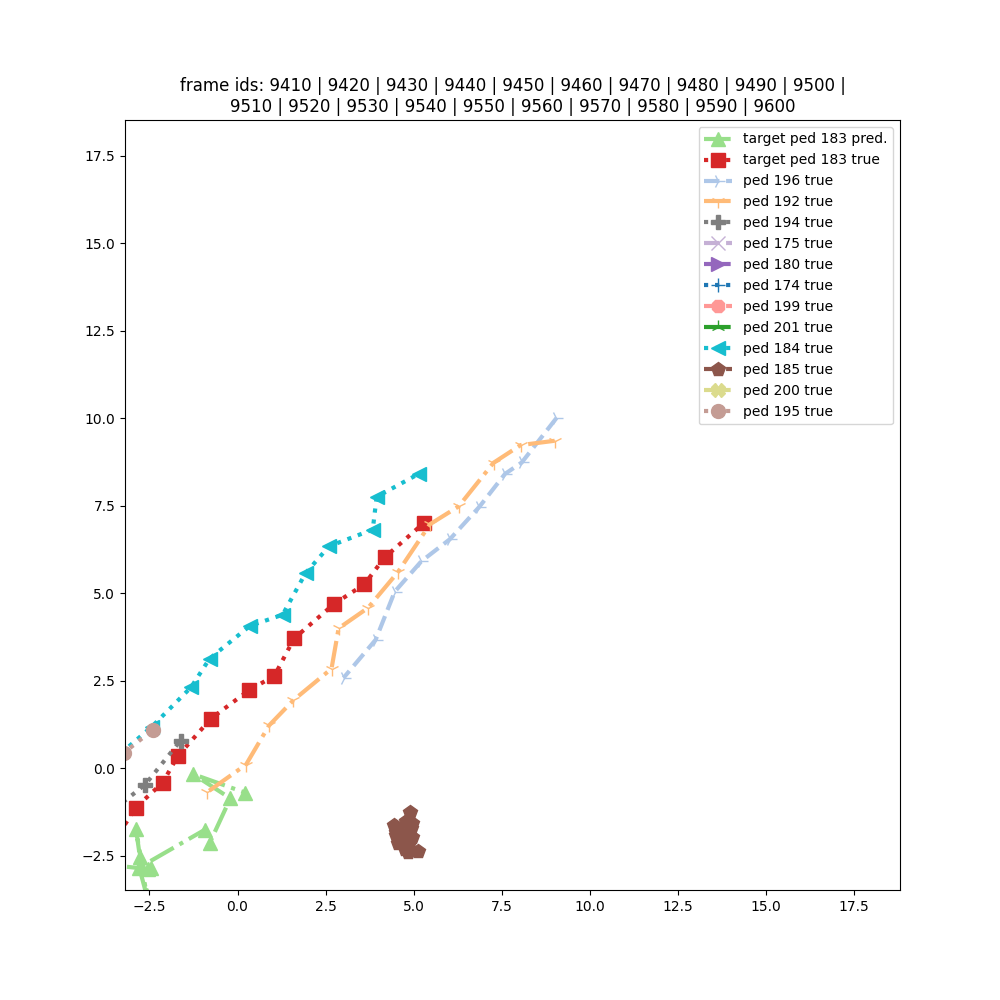 frame ids: 9410 | 9420 | 9430 | 9440 | 9450 | 9460 | 9470 | 9480 | 9490 | 9500 |
9510 | 9520 | 9530 | 9540 | 9550 | 9560 | 9570 | 9580 | 9590 | 9600
target ped 183 pred.
target ped 183 true
ped 196 true
ped 192 true
ped 194 true
ped 175 true
ped 180 true
ped 174 true
ped 199 true
ped 201 true
ped 184 true
ped 185 true
ped 200 true
ped 195 true
17.5
15.0
12.5
10.0
7.5
5.0
2.5
0.0
−2.5
−2.5 0.0 2.5 5.0 7.5 10.0 12.5 15.0 17.5